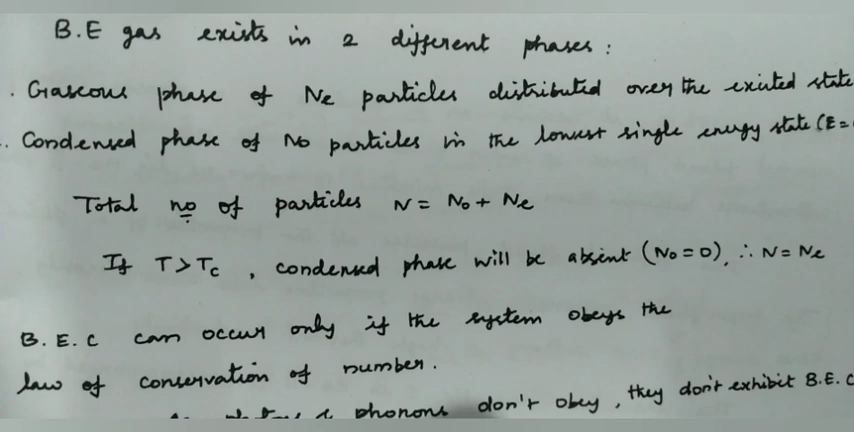 B.E gas exists in 2 different phases :
. Gaseous phase of Ne particles distributed over the exicted state
. Condensed phase of No particles in the lowest single energy state (E=
Total no of particles N = No + Ne
If T > Tc , condensed phase will be absent (No = 0), ∴ N = Ne
B. E. C can occur only if the system obeys the
law of conservation of number.
phonons don't obey , they don't exhibit B.E.C